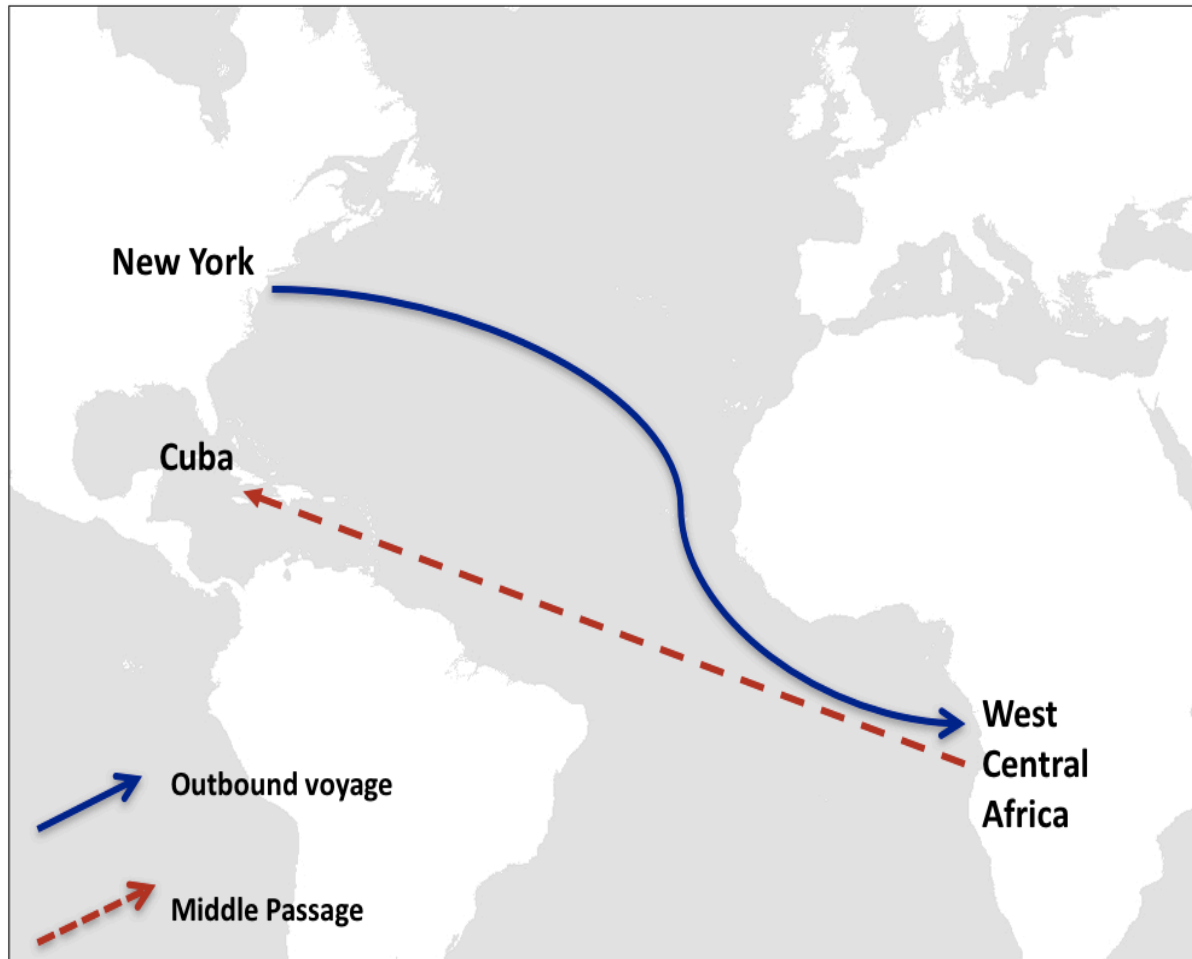 New York
Cuba
West
Central
Africa
Outbound voyage
Middle Passage